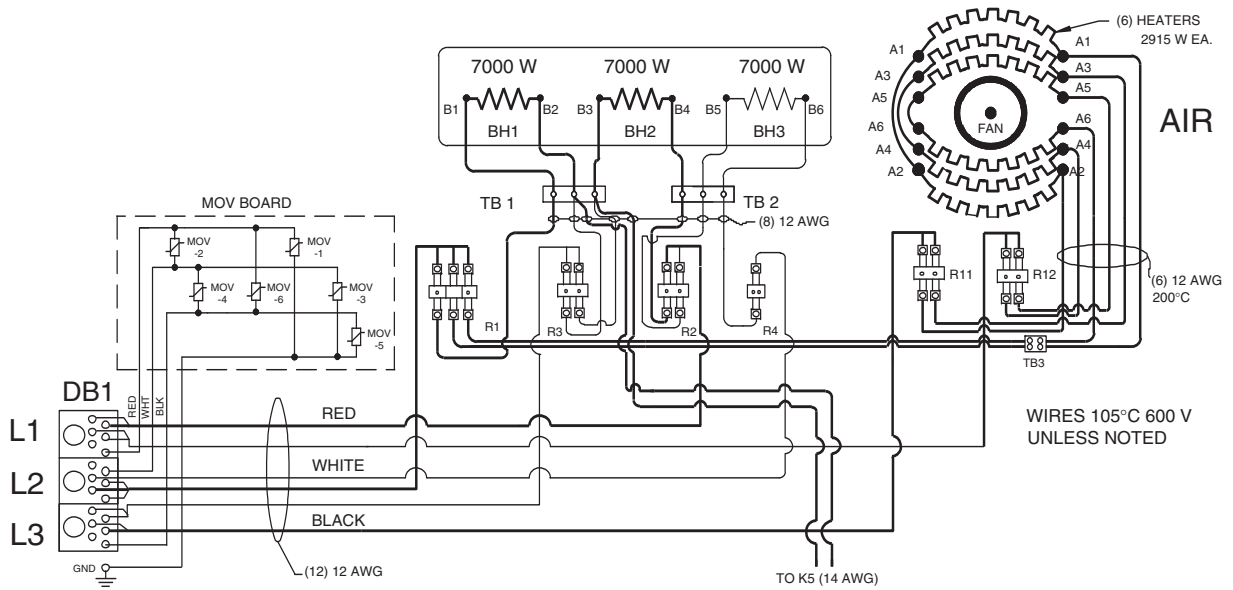 (6) HEATERS
2915 W EA.
7000 W 7000 W 7000 W
B1 B2 B3 B4 B5 B6
BH1 BH2 BH3
A1 A1
A3 A3
A5 A5
FAN
A6 A6
A4 A4
A2 A2
AIR
TB 1 TB 2
(8) 12 AWG
MOV BOARD
MOV
-2
MOV
-1
MOV
-4
MOV
-6
MOV
-3
MOV
-5
R1 R3 R2 R4 R11 R12
(6) 12 AWG
200°C
TB3
DB1
RED
WHT
BLK
L1
RED
L2
WHITE
L3
BLACK
WIRES 105°C 600 V
UNLESS NOTED
GND
(12) 12 AWG
TO K5 (14 AWG)